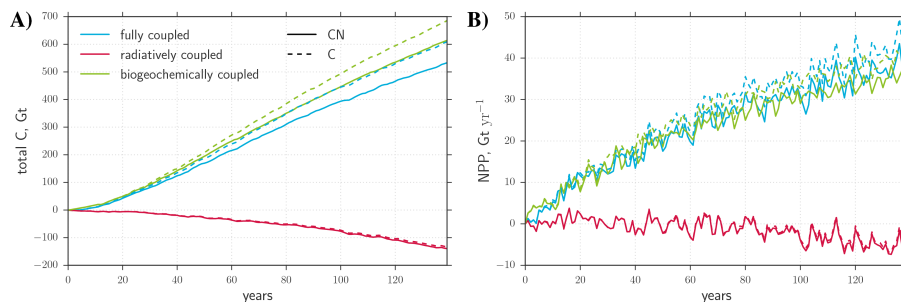 A)
700
600
500
400
300
200
100
0
−100
−200
total C, Gt
fully coupled
radiatively coupled
biogeochemically coupled
CN
C
0 20 40 60 80 100 120
years
B)
50
40
30
20
10
0
−10
NPP, Gt yr⁻¹
0 20 40 60 80 100 120
years